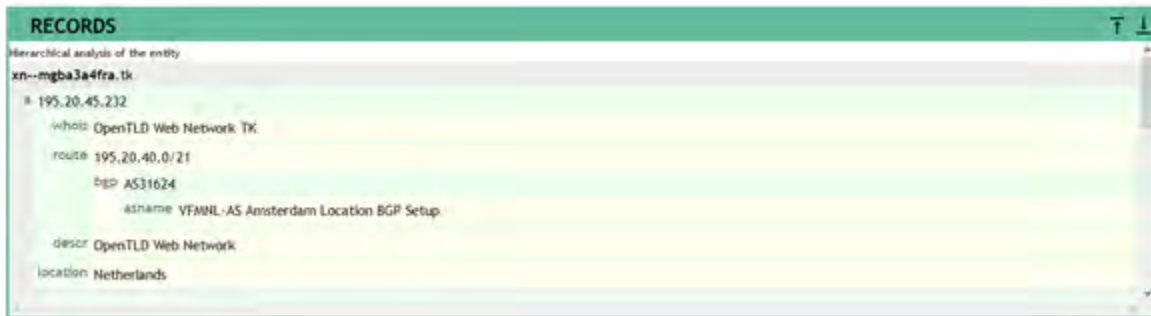 RECORDS
Hierarchical analysis of the entity
xn--mgba3a4fra.tk
a 195.20.45.232
whois OpenTLD Web Network TK
route 195.20.40.0/21
bgp AS31624
asname VFMNL-AS Amsterdam Location BGP Setup
descr OpenTLD Web Network
location Netherlands